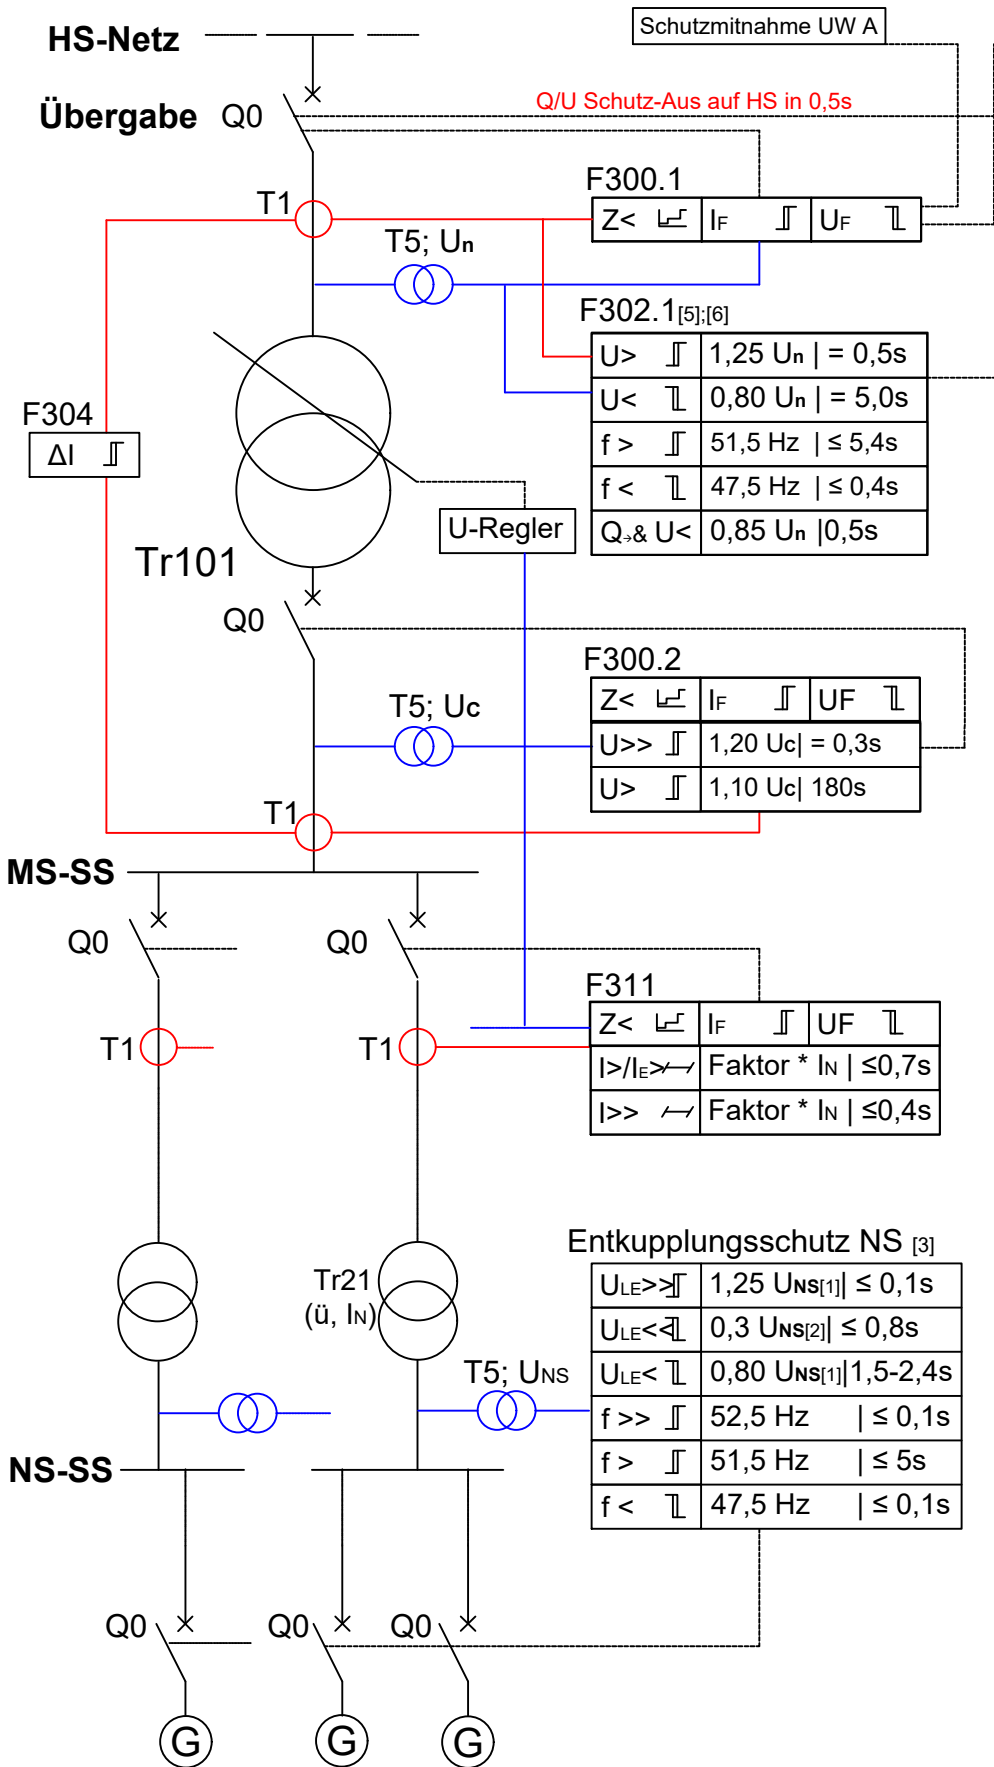 Schutzmitnahme UW A
HS-Netz
Q/U Schutz-Aus auf HS in 0,5s
Übergabe Q0
F300.1
T1
Z< IF UF
T5; Un
F302.1[5];[6]
U> 1,25 Un | = 0,5s
U< 0,80 Un | = 5,0s
f > 51,5 Hz | ≤ 5,4s
f < 47,5 Hz | ≤ 0,4s
Q→& U< 0,85 Un |0,5s
F304
ΔI
U-Regler
Tr101
Q0
F300.2
Z< IF UF
T5; Uc
U>> 1,20 Uc| = 0,3s
U> 1,10 Uc| 180s
T1
MS-SS
Q0 Q0
F311
Z< IF UF
T1 T1
I>/IE> Faktor * IN | ≤0,7s
I>> Faktor * IN | ≤0,4s
Entkupplungsschutz NS [3]
Tr21
(ü, IN)
ULE>> 1,25 UNS[1]| ≤ 0,1s
ULE<< 0,3 UNS[2]| ≤ 0,8s
T5; UNS
ULE< 0,80 UNS[1]|1,5-2,4s
f >> 52,5 Hz | ≤ 0,1s
f > 51,5 Hz | ≤ 5s
f < 47,5 Hz | ≤ 0,1s
NS-SS
Q0 Q0 Q0
G G G